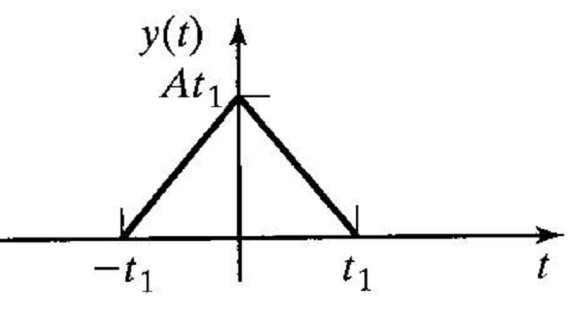 y(t)
At₁
−t₁ t₁ t